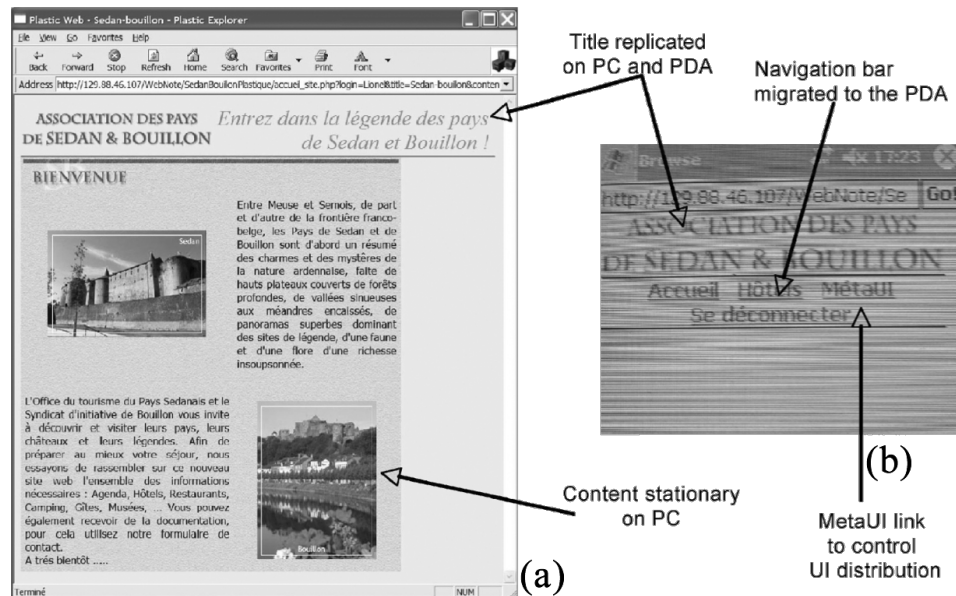 Plastic Web - Sedan-bouillon - Plastic Explorer
File View Go Favorites Help
Back Forward Stop Refresh Home Search Favorites Print Font
Address http://129.88.46.107/WebNote/SedanBouillonPlastique/accueil_site.php?login=Lionel&title=Sedan-bouillon&conten
ASSOCIATION DES PAYS
DE SEDAN & BOUILLON
Entrez dans la légende des pays
de Sedan et Bouillon !
BIENVENUE
Sedan
Entre Meuse et Semois, de part
et d'autre de la frontière franco-
belge, les Pays de Sedan et de
Bouillon sont d'abord un résumé
des charmes et des mystères de
la nature ardennaise, faite de
hauts plateaux couverts de forêts
profondes, de vallées sinueuses
aux méandres encaissés, de
panoramas superbes dominant
des sites de légende, d'une faune
et d'une flore d'une richesse
insoupsonnée.
L'Office du tourisme du Pays Sedanais et le
Syndicat d'initiative de Bouillon vous invite
à découvrir et visiter leurs pays, leurs
châteaux et leurs légendes. Afin de
préparer au mieux votre séjour, nous
essayons de rassembler sur ce nouveau
site web l'ensemble des informations
nécessaires : Agenda, Hôtels, Restaurants,
Camping, Gîtes, Musées, ... Vous pouvez
également recevoir de la documentation,
pour cela utilisez notre formulaire de
contact.
A trés bientôt .....
Bouillon
Terminé NUM
(a)
Title replicated
on PC and PDA
Navigation bar
migrated to the PDA
Browse 17:23
http://129.88.46.107/WebNote/Se Go!
ASSOCIATION DES PAYS
DE SEDAN & BOUILLON
Accueil Hôtels MétaUI
Se déconnecter
(b)
Content stationary
on PC
MetaUI link
to control
UI distribution